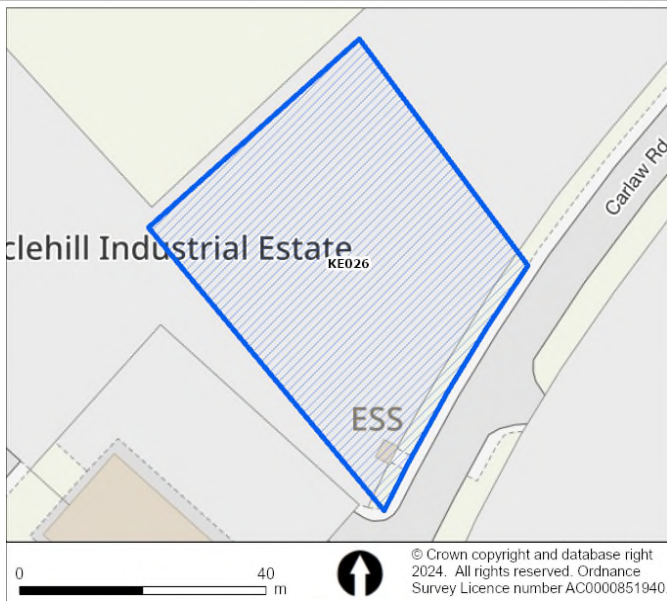 Carlaw Rd
clehill Industrial Estate
KE026
ESS
0 40
m
© Crown copyright and database right
2024. All rights reserved. Ordnance
Survey Licence number AC0000851940